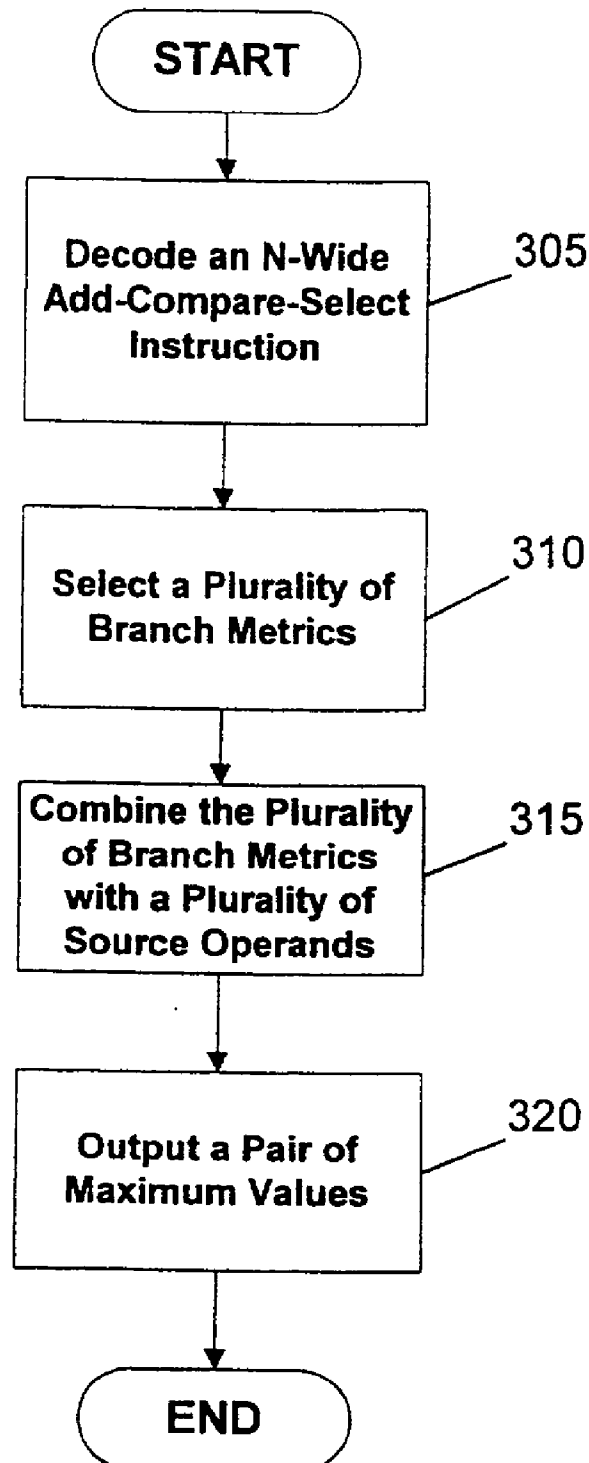 START
Decode an N-Wide
Add-Compare-Select
Instruction
305
Select a Plurality of
Branch Metrics
310
Combine the Plurality
of Branch Metrics
with a Plurality of
Source Operands
315
Output a Pair of
Maximum Values
320
END